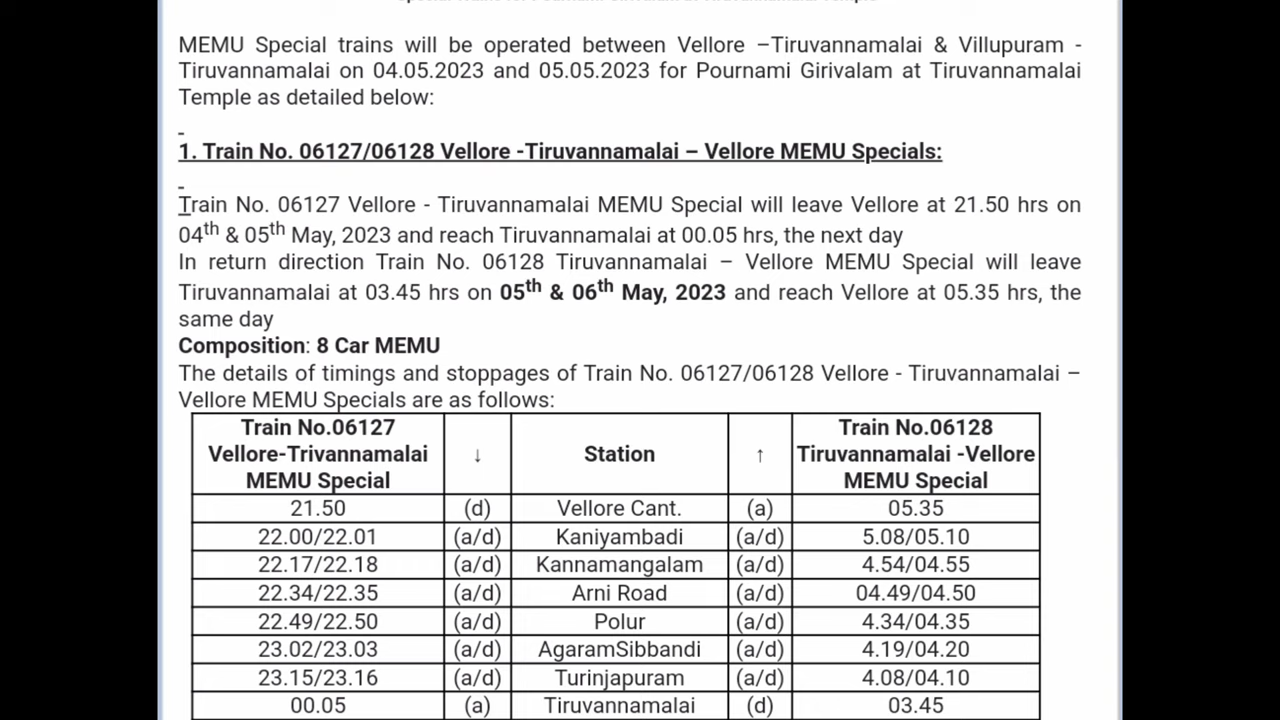 MEMU Special trains will be operated between Vellore –Tiruvannamalai & Villupuram -
Tiruvannamalai on 04.05.2023 and 05.05.2023 for Pournami Girivalam at Tiruvannamalai
Temple as detailed below:
1. Train No. 06127/06128 Vellore -Tiruvannamalai – Vellore MEMU Specials:
Train No. 06127 Vellore - Tiruvannamalai MEMU Special will leave Vellore at 21.50 hrs on
04th & 05th May, 2023 and reach Tiruvannamalai at 00.05 hrs, the next day
In return direction Train No. 06128 Tiruvannamalai – Vellore MEMU Special will leave
Tiruvannamalai at 03.45 hrs on 05th & 06th May, 2023 and reach Vellore at 05.35 hrs, the
same day
Composition: 8 Car MEMU
The details of timings and stoppages of Train No. 06127/06128 Vellore - Tiruvannamalai –
Vellore MEMU Specials are as follows:
Train No.06127 Vellore-Trivannamalai MEMU Special ↓ Station ↑ Train No.06128 Tiruvannamalai -Vellore MEMU Special
21.50 (d) Vellore Cant. (a) 05.35
22.00/22.01 (a/d) Kaniyambadi (a/d) 5.08/05.10
22.17/22.18 (a/d) Kannamangalam (a/d) 4.54/04.55
22.34/22.35 (a/d) Arni Road (a/d) 04.49/04.50
22.49/22.50 (a/d) Polur (a/d) 4.34/04.35
23.02/23.03 (a/d) AgaramSibbandi (a/d) 4.19/04.20
23.15/23.16 (a/d) Turinjapuram (a/d) 4.08/04.10
00.05 (a) Tiruvannamalai (d) 03.45